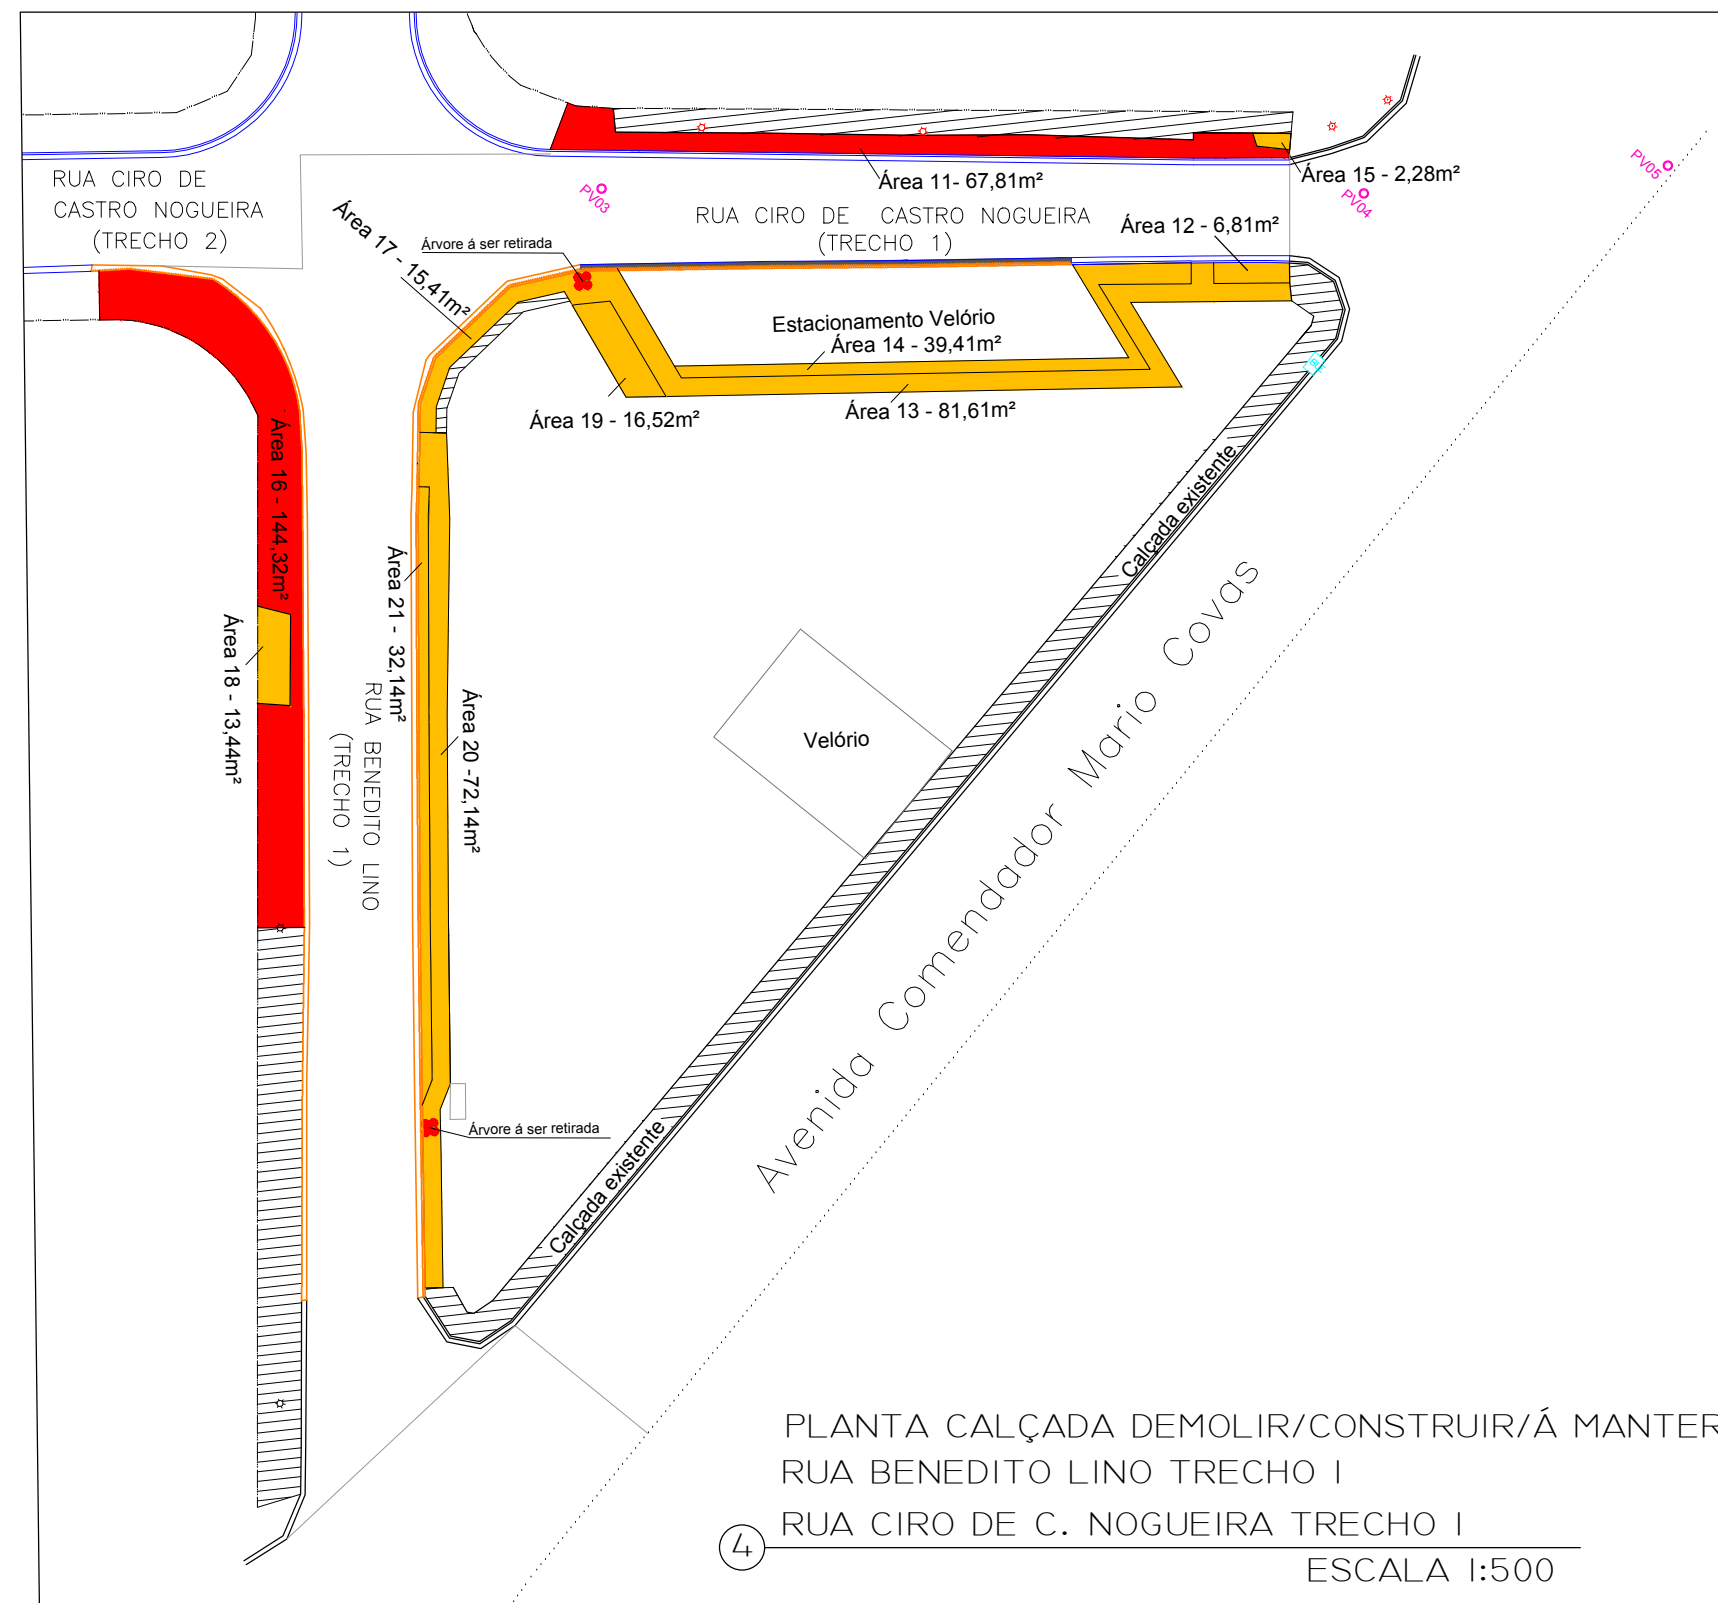 RUA CIRO DE
CASTRO NOGUEIRA
(TRECHO 2)
Área 17 - 15,41m²
Árvore á ser retirada
PV03
Área 11- 67,81m²
RUA CIRO DE CASTRO NOGUEIRA
(TRECHO 1)
Área 12 - 6,81m²
Área 15 - 2,28m²
PV04
PV05
Estacionamento Velório
Área 14 - 39,41m²
Área 13 - 81,61m²
Área 19 - 16,52m²
Área 16 - 144,32m²
Área 18 - 13,44m²
Área 21 - 32,14m²
RUA BENEDITO LINO
(TRECHO 1)
Área 20 -72,14m²
Calçada existente
Velório
Avenida Comendador Mario Covas
Árvore á ser retirada
Calçada existente
PLANTA CALÇADA DEMOLIR/CONSTRUIR/Á MANTER
RUA BENEDITO LINO TRECHO I
RUA CIRO DE C. NOGUEIRA TRECHO I
4
ESCALA 1:500